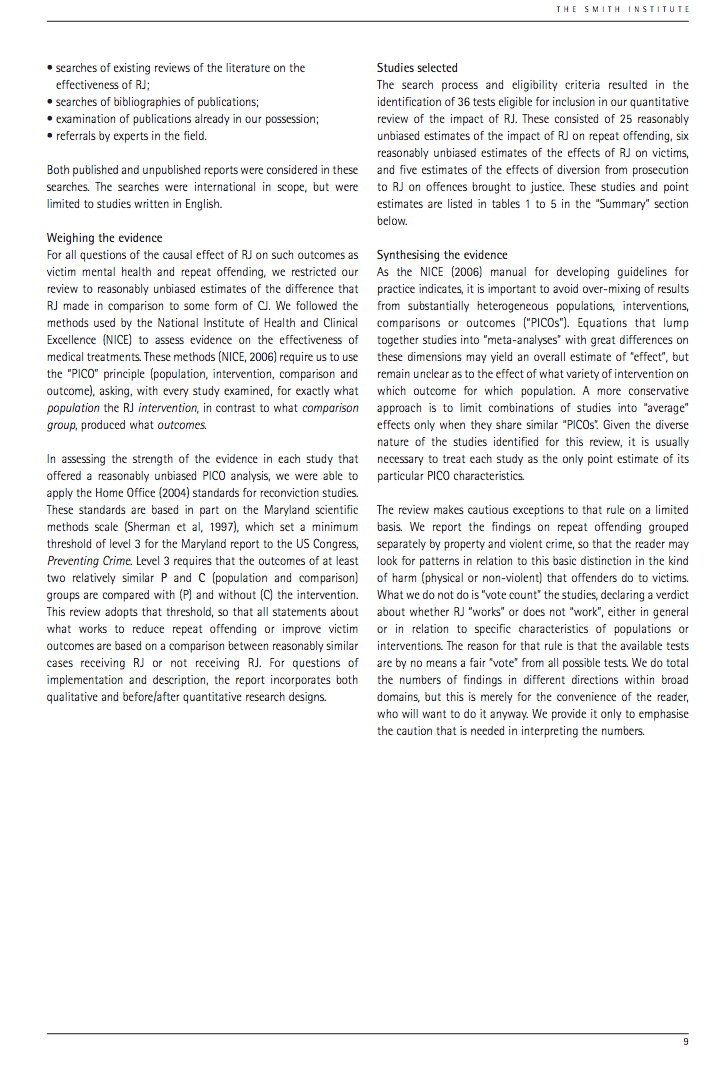 THE SMITH INSTITUTE
• searches of existing reviews of the literature on the
effectiveness of RJ;
• searches of bibliographies of publications;
• examination of publications already in our possession;
• referrals by experts in the field.
Both published and unpublished reports were considered in these
searches. The searches were international in scope, but were
limited to studies written in English.
Weighing the evidence
For all questions of the causal effect of RJ on such outcomes as
victim mental health and repeat offending, we restricted our
review to reasonably unbiased estimates of the difference that
RJ made in comparison to some form of CJ. We followed the
methods used by the National Institute of Health and Clinical
Excellence (NICE) to assess evidence on the effectiveness of
medical treatments. These methods (NICE, 2006) require us to use
the "PICO" principle (population, intervention, comparison and
outcome), asking, with every study examined, for exactly what
population the RJ intervention, in contrast to what comparison
group, produced what outcomes.
In assessing the strength of the evidence in each study that
offered a reasonably unbiased PICO analysis, we were able to
apply the Home Office (2004) standards for reconviction studies.
These standards are based in part on the Maryland scientific
methods scale (Sherman et al, 1997), which set a minimum
threshold of level 3 for the Maryland report to the US Congress,
Preventing Crime. Level 3 requires that the outcomes of at least
two relatively similar P and C (population and comparison)
groups are compared with (P) and without (C) the intervention.
This review adopts that threshold, so that all statements about
what works to reduce repeat offending or improve victim
outcomes are based on a comparison between reasonably similar
cases receiving RJ or not receiving RJ. For questions of
implementation and description, the report incorporates both
qualitative and before/after quantitative research designs.
Studies selected
The search process and eligibility criteria resulted in the
identification of 36 tests eligible for inclusion in our quantitative
review of the impact of RJ. These consisted of 25 reasonably
unbiased estimates of the impact of RJ on repeat offending, six
reasonably unbiased estimates of the effects of RJ on victims,
and five estimates of the effects of diversion from prosecution
to RJ on offences brought to justice. These studies and point
estimates are listed in tables 1 to 5 in the "Summary" section
below.
Synthesising the evidence
As the NICE (2006) manual for developing guidelines for
practice indicates, it is important to avoid over-mixing of results
from substantially heterogeneous populations, interventions,
comparisons or outcomes ("PICOs"). Equations that lump
together studies into "meta-analyses" with great differences on
these dimensions may yield an overall estimate of "effect", but
remain unclear as to the effect of what variety of intervention on
which outcome for which population. A more conservative
approach is to limit combinations of studies into "average"
effects only when they share similar "PICOs". Given the diverse
nature of the studies identified for this review, it is usually
necessary to treat each study as the only point estimate of its
particular PICO characteristics.
The review makes cautious exceptions to that rule on a limited
basis. We report the findings on repeat offending grouped
separately by property and violent crime, so that the reader may
look for patterns in relation to this basic distinction in the kind
of harm (physical or non-violent) that offenders do to victims.
What we do not do is "vote count" the studies, declaring a verdict
about whether RJ "works" or does not "work", either in general
or in relation to specific characteristics of populations or
interventions. The reason for that rule is that the available tests
are by no means a fair "vote" from all possible tests. We do total
the numbers of findings in different directions within broad
domains, but this is merely for the convenience of the reader,
who will want to do it anyway. We provide it only to emphasise
the caution that is needed in interpreting the numbers.
9